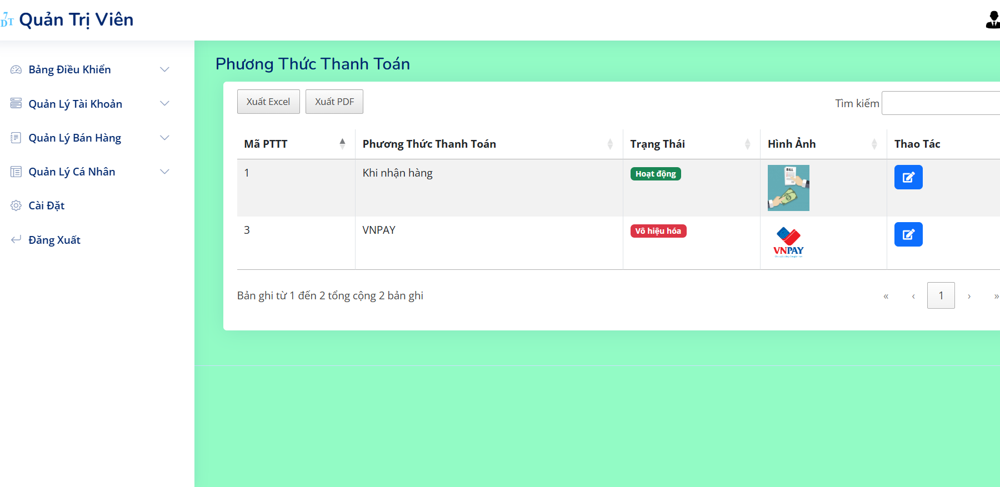 7
DT Quản Trị Viên
Bảng Điều Khiển
Quản Lý Tài Khoản
Quản Lý Bán Hàng
Quản Lý Cá Nhân
Cài Đặt
Đăng Xuất
Phương Thức Thanh Toán
Xuất Excel Xuất PDF Tìm kiếm
Mã PTTT Phương Thức Thanh Toán Trạng Thái Hình Ảnh Thao Tác
1 Khi nhận hàng Hoạt động BILL
3 VNPAY Vô hiệu hóa VNPAY
Bản ghi từ 1 đến 2 tổng cộng 2 bản ghi « ‹ 1 › »